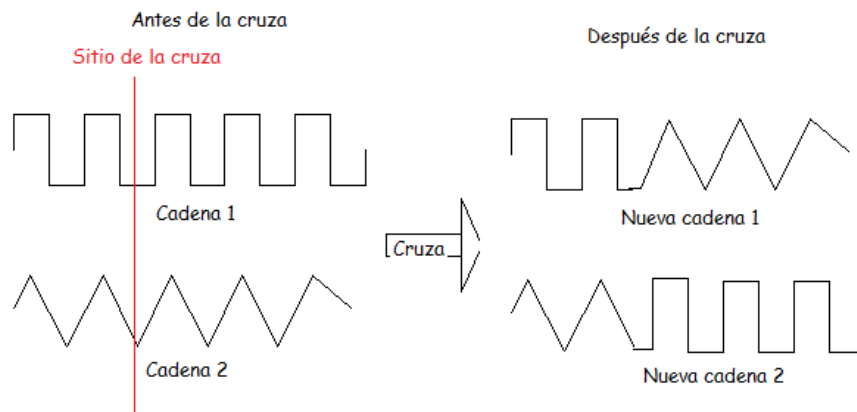 Antes de la cruza
Sitio de la cruza
Cadena 1
Cadena 2
Cruza
Después de la cruza
Nueva cadena 1
Nueva cadena 2